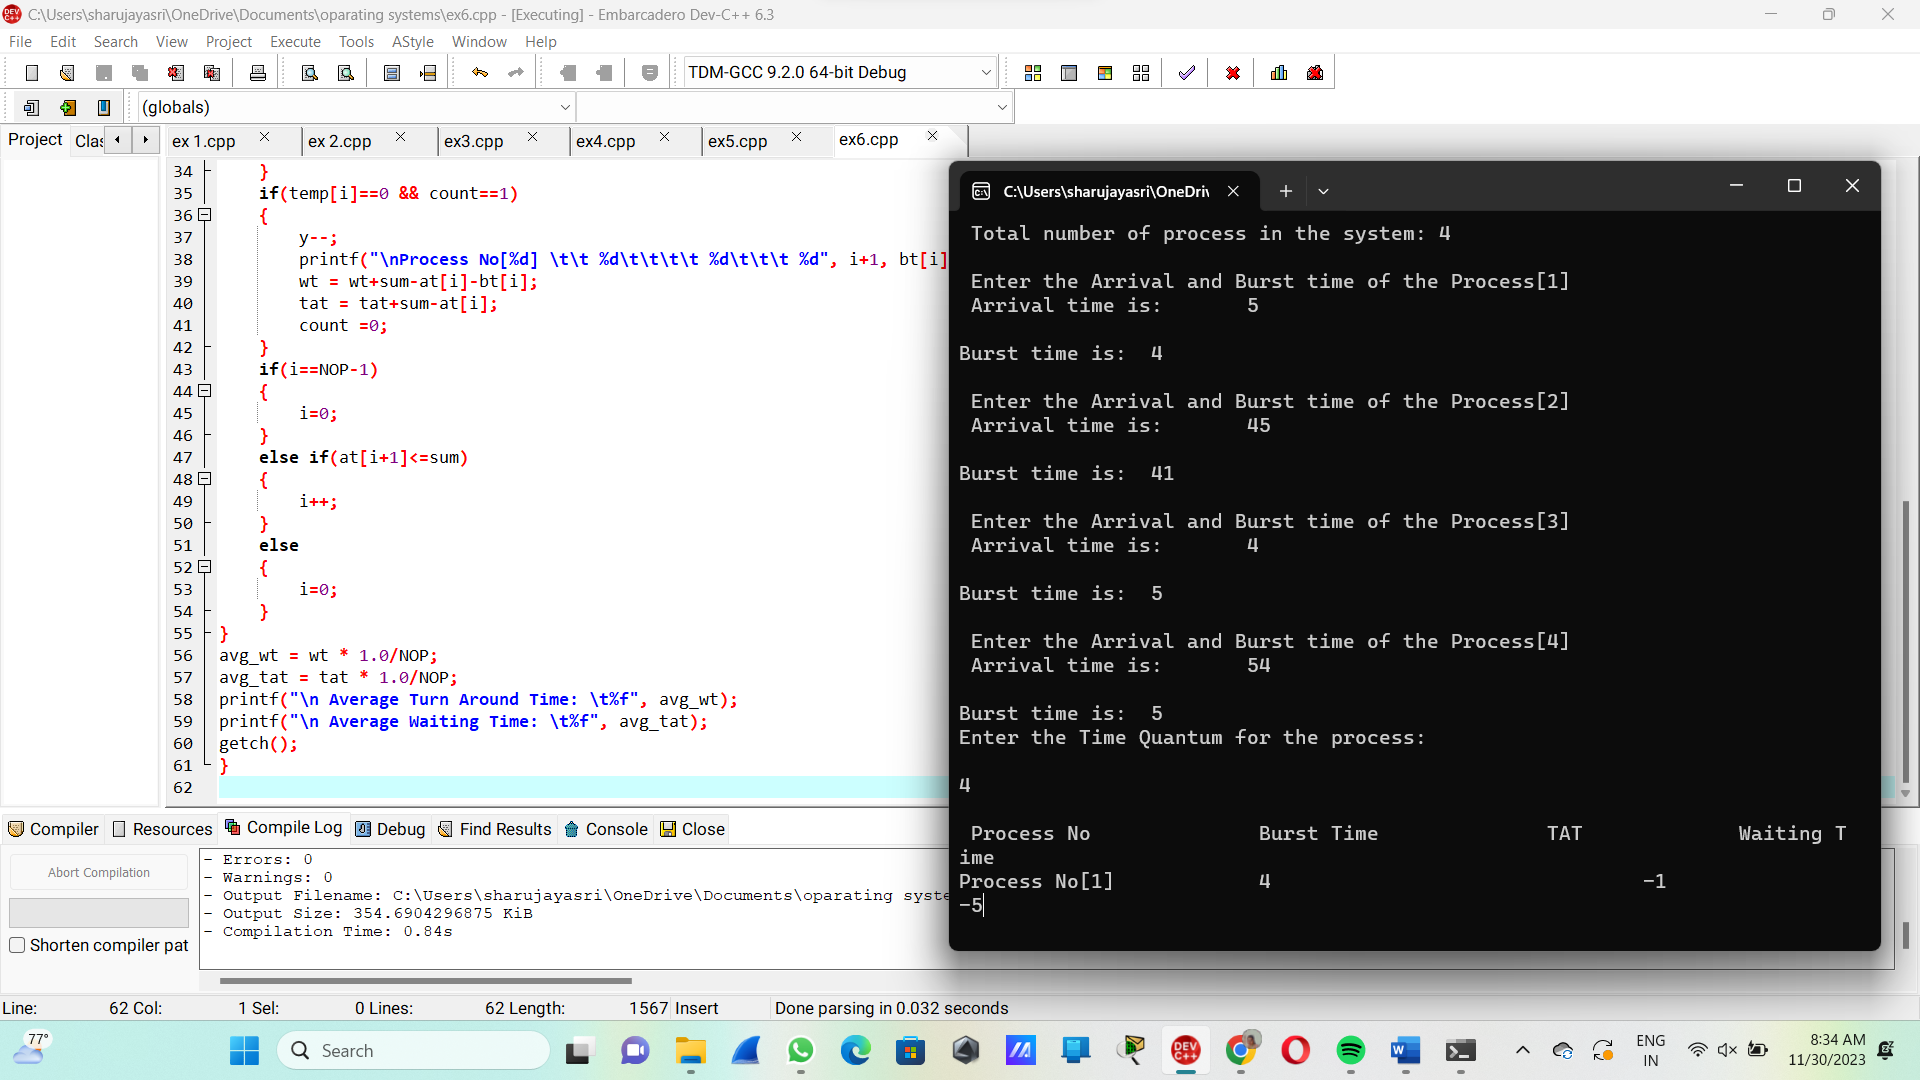 C:\Users\sharujayasri\OneDrive\Documents\oparating systems\ex6.cpp - [Executing] - Embarcadero Dev-C++ 6.3
File Edit Search View Project Execute Tools AStyle Window Help
TDM-GCC 9.2.0 64-bit Debug
(globals)
Project Clas ex 1.cpp ex 2.cpp ex3.cpp ex4.cpp ex5.cpp ex6.cpp
34 }
35 if(temp[i]==0 && count==1)
36 {
37 y--;
38 printf("\nProcess No[%d] \t\t %d\t\t\t\t %d\t\t\t %d", i+1, bt[i]
39 wt = wt+sum-at[i]-bt[i];
40 tat = tat+sum-at[i];
41 count =0;
42 }
43 if(i==NOP-1)
44 {
45 i=0;
46 }
47 else if(at[i+1]<=sum)
48 {
49 i++;
50 }
51 else
52 {
53 i=0;
54 }
55 }
56 avg_wt = wt * 1.0/NOP;
57 avg_tat = tat * 1.0/NOP;
58 printf("\n Average Turn Around Time: \t%f", avg_wt);
59 printf("\n Average Waiting Time: \t%f", avg_tat);
60 getch();
61 }
62
C:\Users\sharujayasri\OneDriv
Total number of process in the system: 4
Enter the Arrival and Burst time of the Process[1]
Arrival time is: 5
Burst time is: 4
Enter the Arrival and Burst time of the Process[2]
Arrival time is: 45
Burst time is: 41
Enter the Arrival and Burst time of the Process[3]
Arrival time is: 4
Burst time is: 5
Enter the Arrival and Burst time of the Process[4]
Arrival time is: 54
Burst time is: 5
Enter the Time Quantum for the process:
4
Process No Burst Time TAT Waiting T
ime
Process No[1] 4 -1
-5
Compiler Resources Compile Log Debug Find Results Console Close
Abort Compilation
Shorten compiler pat
- Errors: 0
- Warnings: 0
- Output Filename: C:\Users\sharujayasri\OneDrive\Documents\oparating syste
- Output Size: 354.6904296875 KiB
- Compilation Time: 0.84s
Line: 62 Col: 1 Sel: 0 Lines: 62 Length: 1567 Insert Done parsing in 0.032 seconds
77°
Search
DEV C++
ENG
IN
8:34 AM
11/30/2023